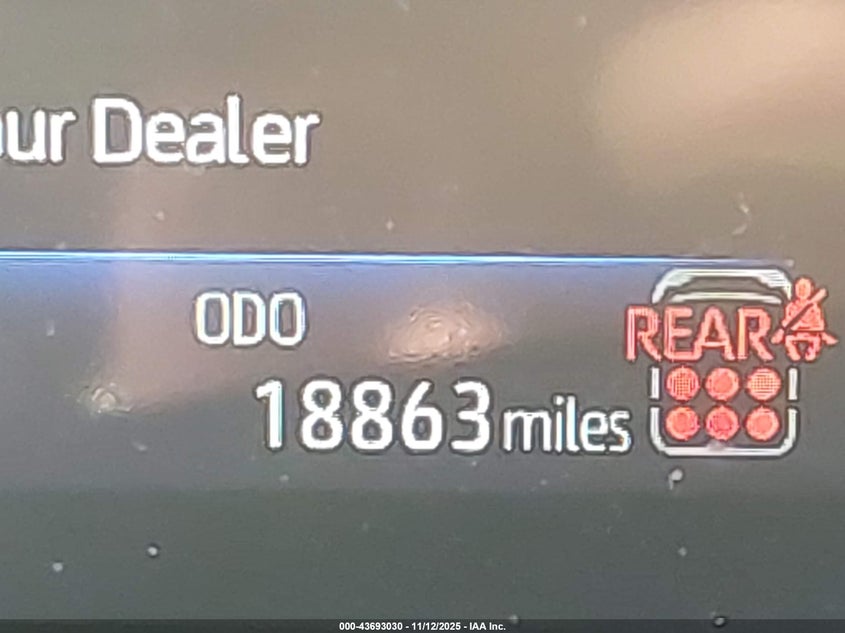 ur Dealer
ODO
REAR
18863 miles
000-43693030 - 11/12/2025 - IAA Inc.